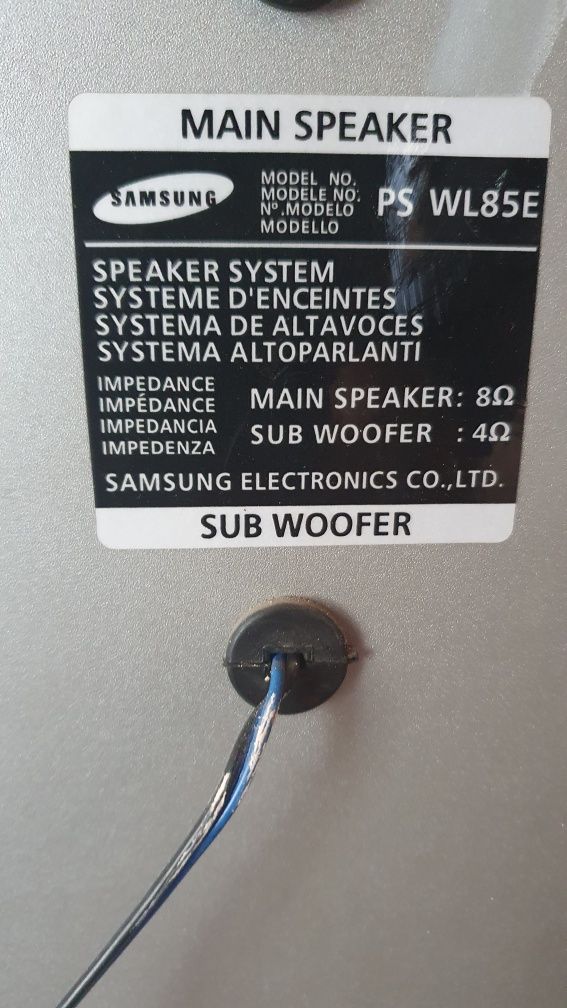 MAIN SPEAKER
SAMSUNG
MODEL NO.
MODELE NO.
Nº.MODELO
MODELLO
PS WL85E
SPEAKER SYSTEM
SYSTEME D'ENCEINTES
SYSTEMA DE ALTAVOCES
SYSTEMA ALTOPARLANTI
IMPEDANCE
IMPÉDANCE
IMPEDANCIA
IMPEDENZA
MAIN SPEAKER: 8Ω
SUB WOOFER : 4Ω
SAMSUNG ELECTRONICS CO.,LTD.
SUB WOOFER